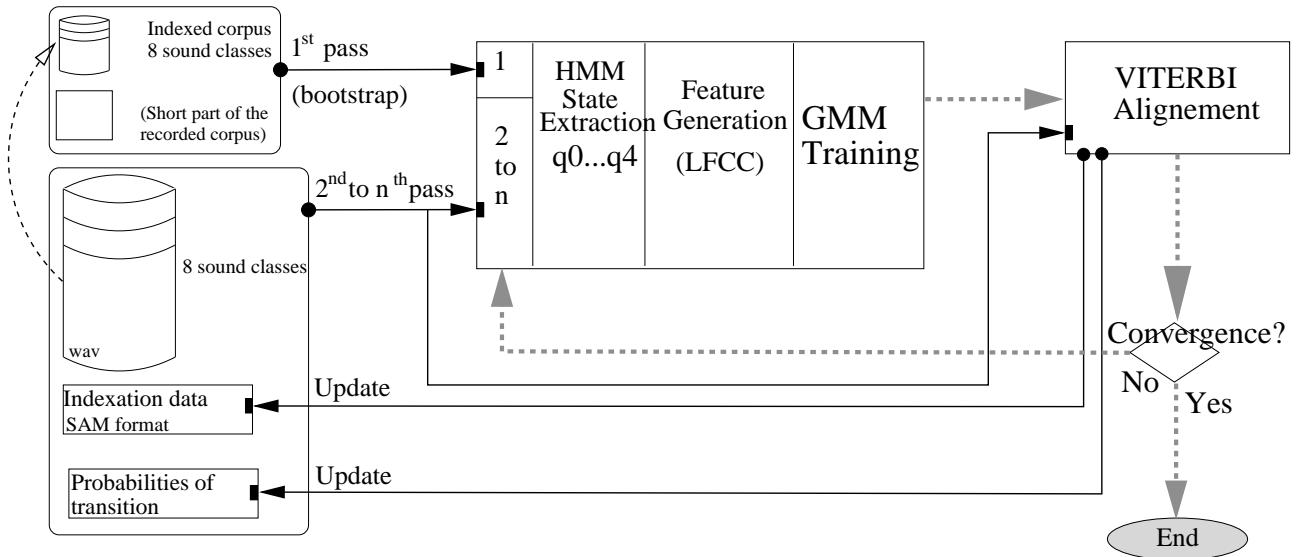 Indexed corpus
8 sound classes
(Short part of the
recorded corpus)
1st pass
(bootstrap)
2nd to nth pass
8 sound classes
wav
Indexation data
SAM format
Probabilities of
transition
1
2
to
n
HMM
State
Extraction
q0...q4
Feature
Generation
(LFCC)
GMM
Training
VITERBI
Alignement
Convergence?
No
Yes
Update
Update
End